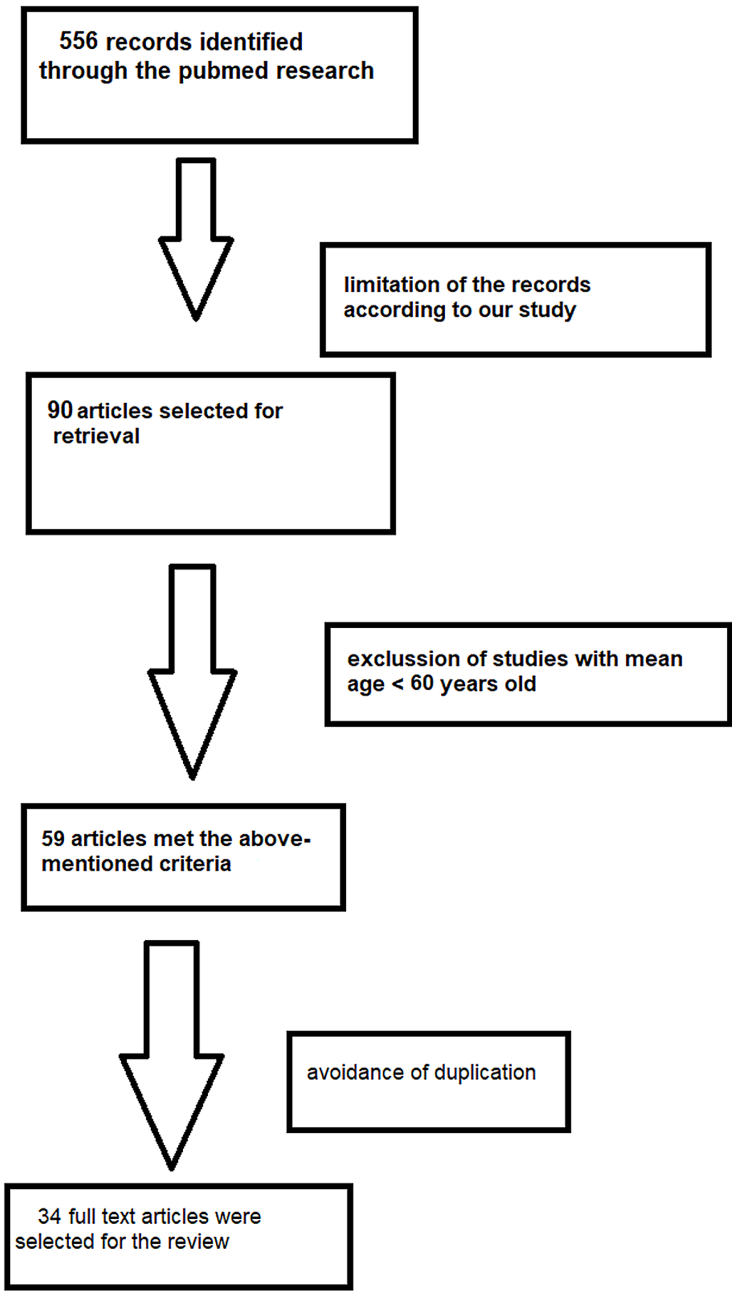 556 records identified
through the pubmed research
limitation of the records
according to our study
90 articles selected for
retrieval
exclussion of studies with mean
age < 60 years old
59 articles met the above-
mentioned criteria
avoidance of duplication
34 full text articles were
selected for the review